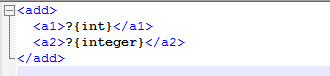 <add>
<a1>?{int}</a1>
<a2>?{integer}</a2>
</add>